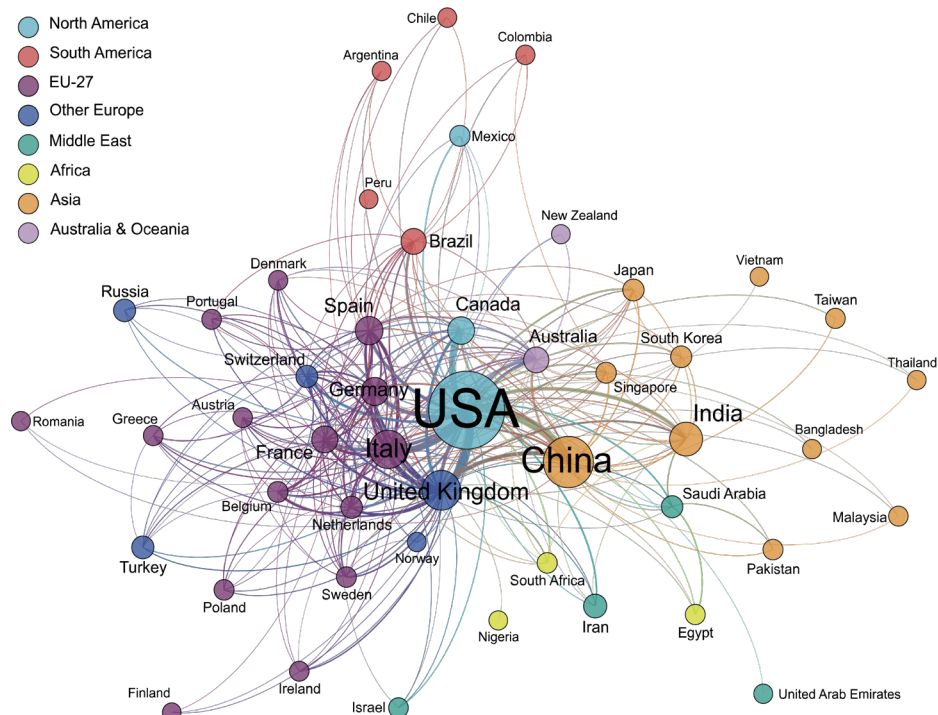 North America
South America
EU-27
Other Europe
Middle East
Africa
Asia
Australia & Oceania
Chile
Colombia
Argentina
Mexico
Peru
New Zealand
Brazil
Denmark
Japan
Vietnam
Russia
Portugal
Spain
Canada
Taiwan
Australia
South Korea
Switzerland
Thailand
Germany
Singapore
USA
India
Austria
Greece
Romania
Bangladesh
France
Italy
China
United Kingdom
Saudi Arabia
Belgium
Netherlands
Malaysia
Norway
Turkey
Pakistan
South Africa
Sweden
Poland
Iran
Egypt
Nigeria
Ireland
Finland
Israel
United Arab Emirates